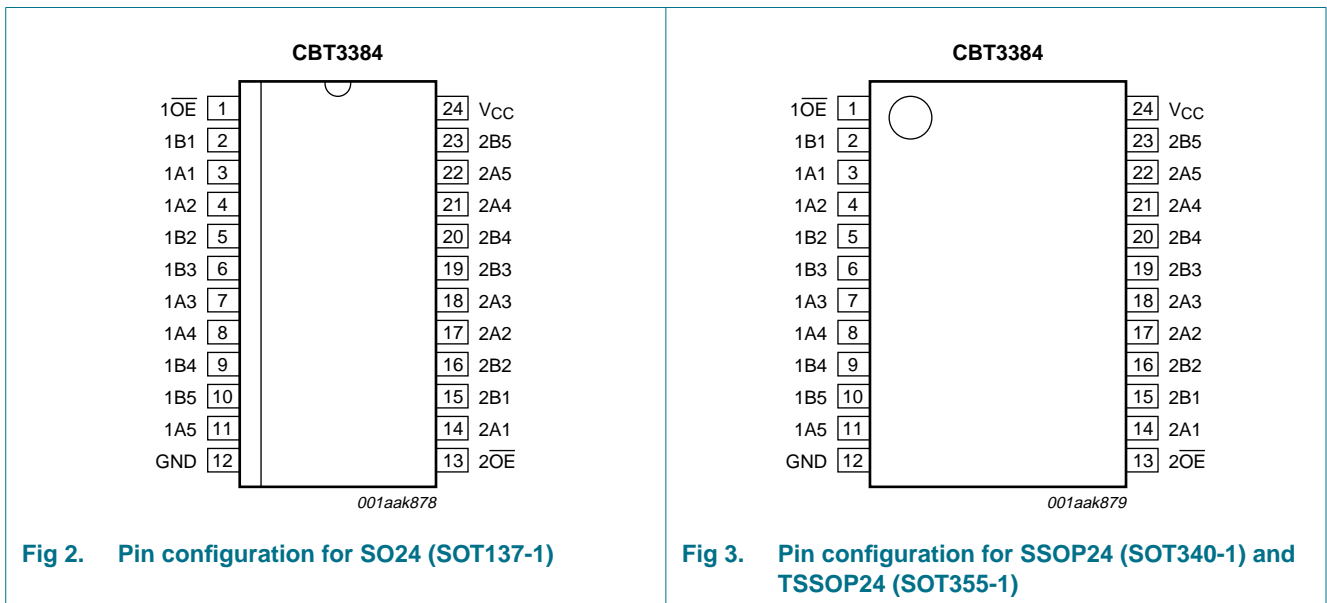 CBT3384
1O̅E̅ 1 24 VCC
1B1 2 23 2B5
1A1 3 22 2A5
1A2 4 21 2A4
1B2 5 20 2B4
1B3 6 19 2B3
1A3 7 18 2A3
1A4 8 17 2A2
1B4 9 16 2B2
1B5 10 15 2B1
1A5 11 14 2A1
GND 12 13 2O̅E̅
001aak878
Fig 2. Pin configuration for SO24 (SOT137-1)
CBT3384
1O̅E̅ 1 24 VCC
1B1 2 23 2B5
1A1 3 22 2A5
1A2 4 21 2A4
1B2 5 20 2B4
1B3 6 19 2B3
1A3 7 18 2A3
1A4 8 17 2A2
1B4 9 16 2B2
1B5 10 15 2B1
1A5 11 14 2A1
GND 12 13 2O̅E̅
001aak879
Fig 3. Pin configuration for SSOP24 (SOT340-1) and
TSSOP24 (SOT355-1)